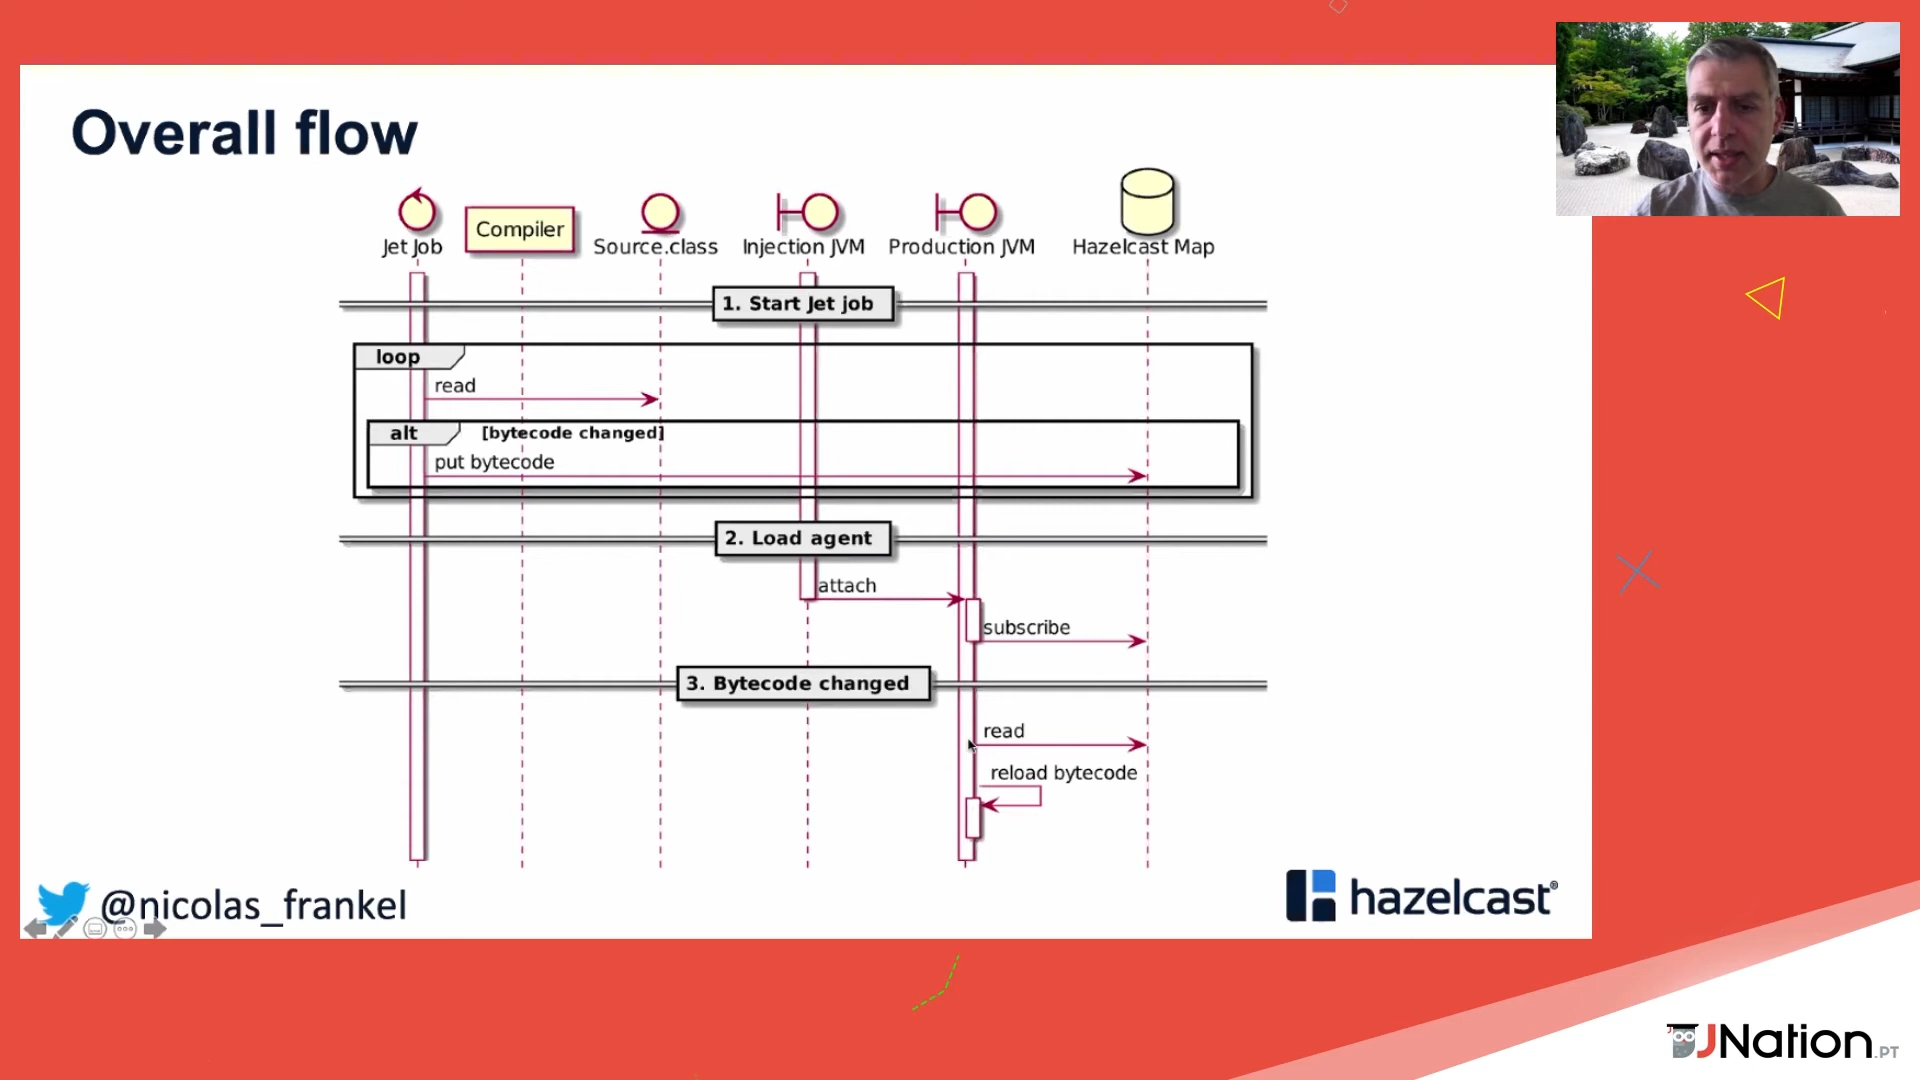 Overall flow
Jet Job
Compiler
Source.class
Injection JVM
Production JVM
Hazelcast Map
1. Start Jet job
loop
read
alt
[bytecode changed]
put bytecode
2. Load agent
attach
subscribe
3. Bytecode changed
read
reload bytecode
@nicolas_frankel
hazelcast®
JNation.PT